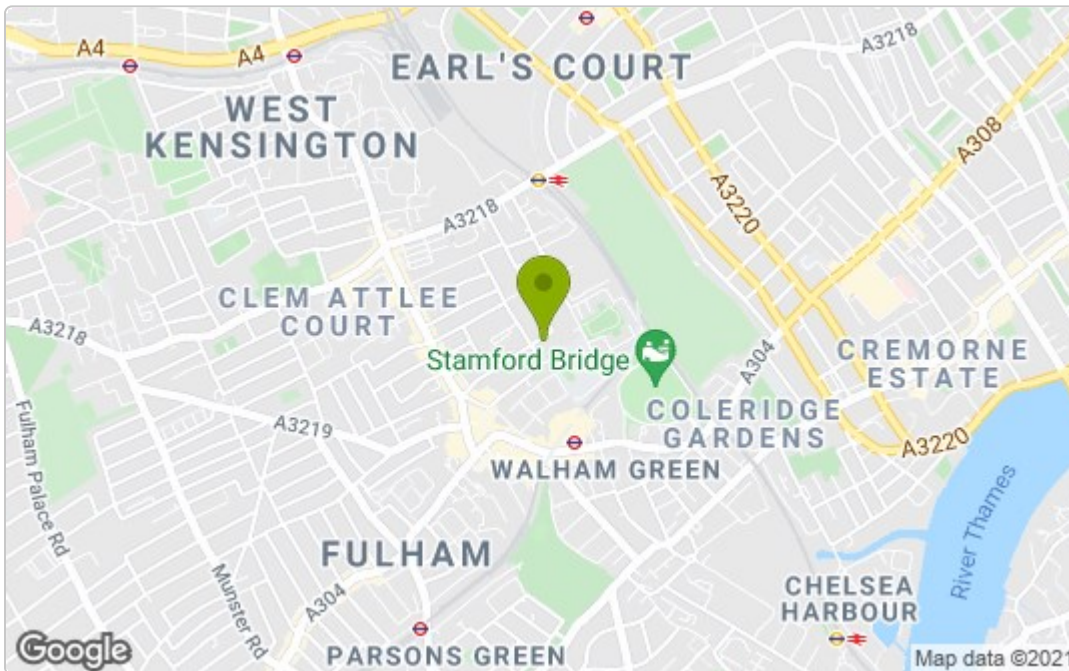 A4
A4
EARL'S COURT
A3218
WEST
KENSINGTON
A308
A3220
A3218
CLEM ATTLEE
COURT
A3218
Stamford Bridge
A304
CREMORNE
ESTATE
COLERIDGE
GARDENS
A3219
A3220
WALHAM GREEN
Fulham Palace Rd
Munster Rd
FULHAM
A304
River Thames
CHELSEA
HARBOUR
PARSONS GREEN
Google
Map data ©2021